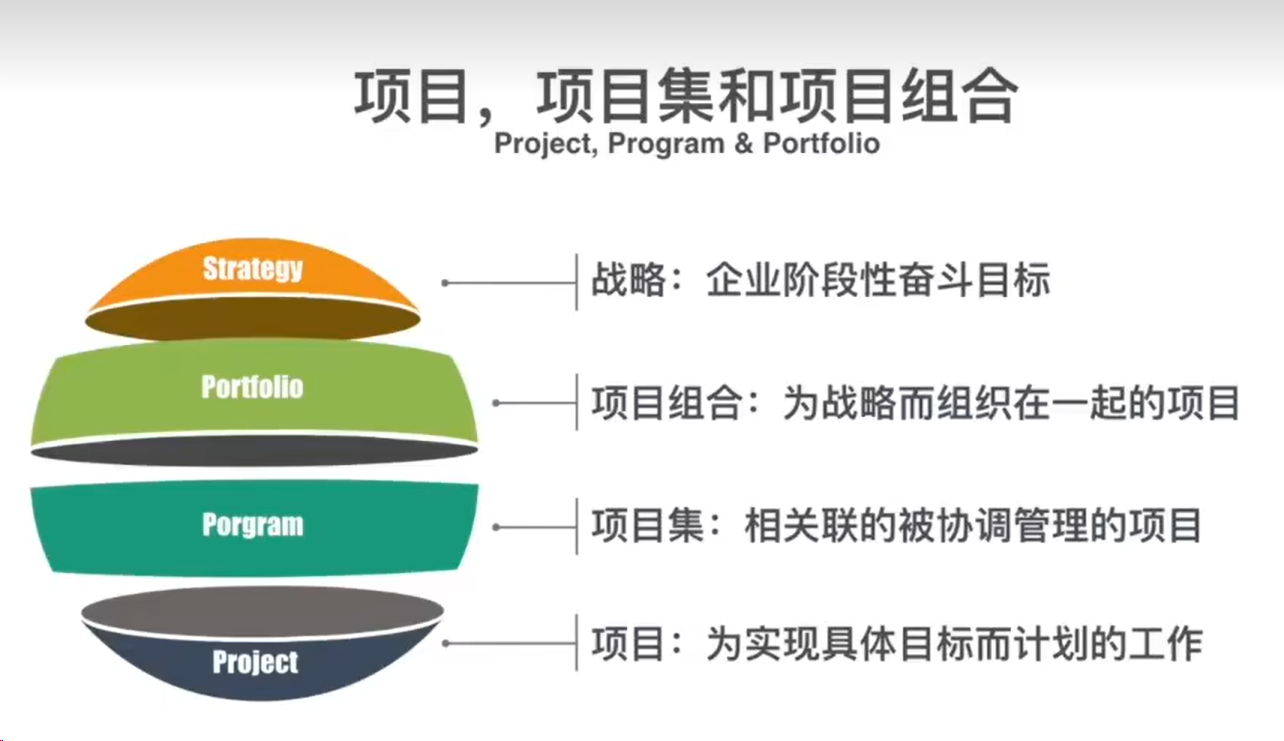 项目，项目集和项目组合
Project, Program & Portfolio
Strategy
战略：企业阶段性奋斗目标
Portfolio
项目组合：为战略而组织在一起的项目
Porgram
项目集：相关联的被协调管理的项目
Project
项目：为实现具体目标而计划的工作